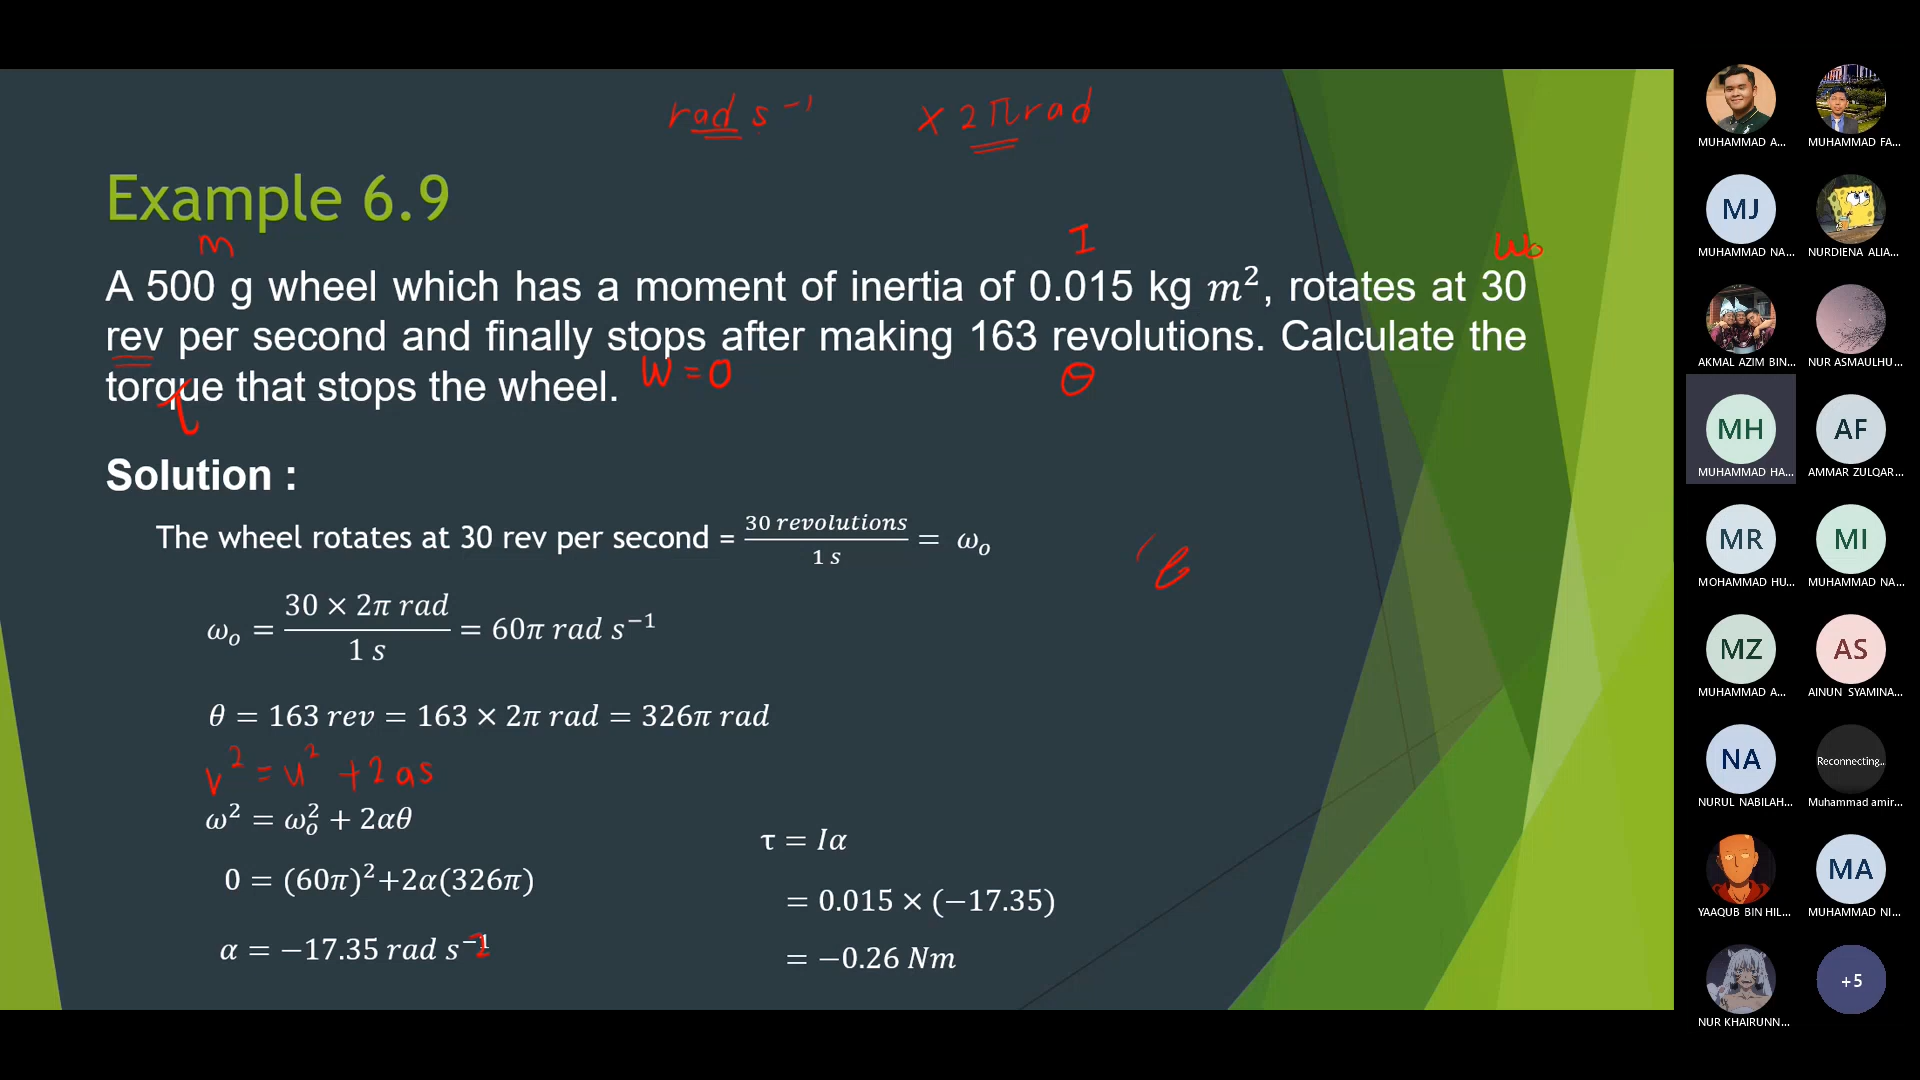 rad s⁻¹ × 2π rad
Example 6.9
m I ω₀
A 500 g wheel which has a moment of inertia of 0.015 kg m², rotates at 30
rev per second and finally stops after making 163 revolutions. Calculate the
torque that stops the wheel.
W = 0 θ
τ
Solution :
The wheel rotates at 30 rev per second = 30 revolutions / 1 s = ωₒ
ωₒ = 30 × 2π rad / 1 s = 60π rad s⁻¹
θ = 163 rev = 163 × 2π rad = 326π rad
v² = u² + 2as
ω² = ωₒ² + 2αθ
0 = (60π)²+2α(326π)
α = −17.35 rad s⁻²
τ = Iα
= 0.015 × (−17.35)
= −0.26 Nm
MUHAMMAD A...
MUHAMMAD FA...
MJ
MUHAMMAD NA...
NURDIENA ALIA...
AKMAL AZIM BIN...
NUR ASMAULHU...
MH
MUHAMMAD HA...
AF
AMMAR ZULQAR...
MR
MOHAMMAD HU...
MI
MUHAMMAD NA...
MZ
MUHAMMAD A...
AS
AINUN SYAMINA...
NA
NURUL NABILAH...
Reconnecting...
Muhammad amir...
YAAQUB BIN HIL...
MA
MUHAMMAD NI...
NUR KHAIRUNN...
+5